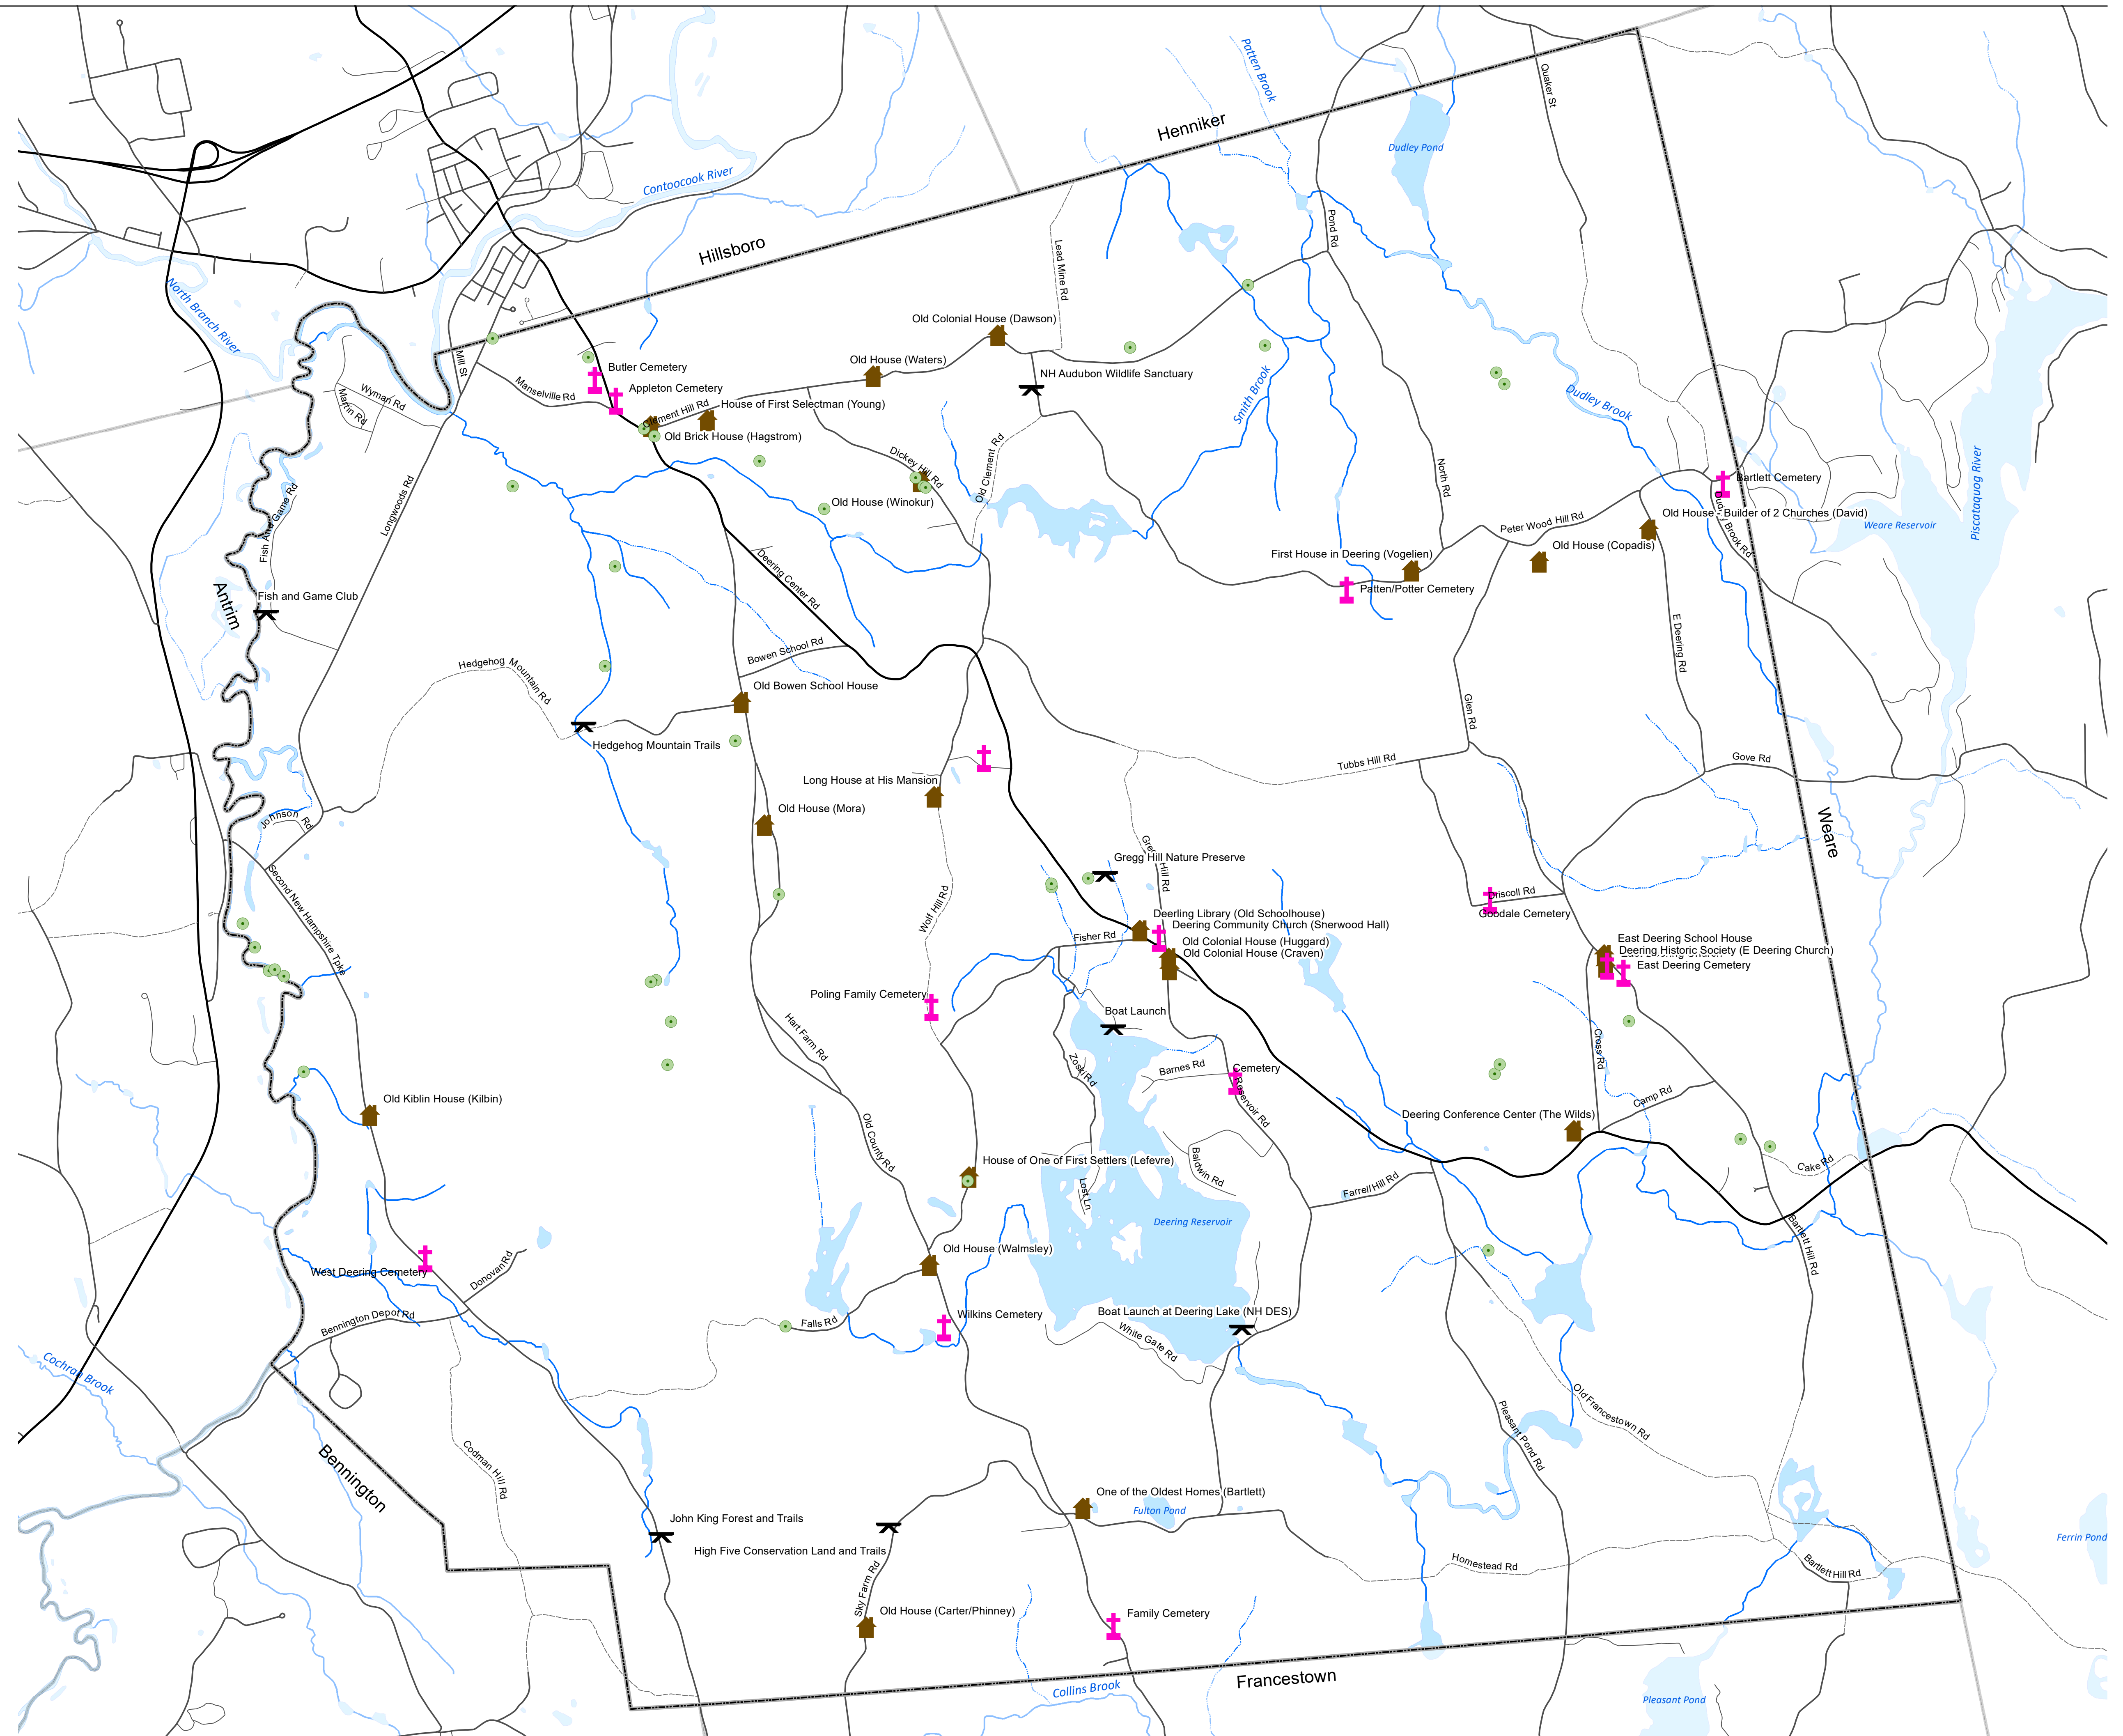 Patten Brook
Quaker St
Henniker
Dudley Pond
Contoocook River
Hillsboro
Pond Rd
Lead Mine Rd
North Branch River
Old Colonial House (Dawson)
Mill St
Old House (Waters)
Butler Cemetery
NH Audubon Wildlife Sanctuary
Manselville Rd
Appleton Cemetery
Wyman Rd
Marrin Rd
Clement Hill Rd
House of First Selectman (Young)
Smith Brook
Dudley Brook
Old Brick House (Hagstrom)
Dickey Hill Rd
Old Clement Rd
North Rd
Bartlett Cemetery
Longwoods Rd
Fish And Game Rd
Old House (Winokur)
Old House - Builder of 2 Churches (David)
Peter Wood Hill Rd
Dudley Brook Rd
Weare Reservoir
Piscataquog River
Old House (Copadis)
First House in Deering (Vogelien)
Patten/Potter Cemetery
Deering Center Rd
Antrim
Fish and Game Club
E Deering Rd
Bowen School Rd
Hedgehog Mountain Rd
Old Bowen School House
Glen Rd
Hedgehog Mountain Trails
Tubbs Hill Rd
Gove Rd
Long House at His Mansion
Old House (Mora)
Johnson Rd
Weare
Gregg Hill Rd
Gregg Hill Nature Preserve
Second New Hampshire Tpke
Wolf Hill Rd
Driscoll Rd
Goodale Cemetery
Deerling Library (Old Schoolhouse)
Deering Community Church (Sherwood Hall)
Fisher Rd
Old Colonial House (Huggard)
Old Colonial House (Craven)
East Deering School House
Deering Historic Society (E Deering Church)
East Deering Cemetery
Poling Family Cemetery
Boat Launch
Hart Farm Rd
Zoski Rd
Barnes Rd
Cemetery
Reservoir Rd
Cross Rd
Camp Rd
Old Kiblin House (Kilbin)
Deering Conference Center (The Wilds)
Old County Rd
House of One of First Settlers (Lefevre)
Baldwin Rd
Lost Ln
Farrell Hill Rd
Cake Rd
Deering Reservoir
Bartlett Hill Rd
Old House (Walmsley)
West Deering Cemetery
Donovan Rd
Bennington Depot Rd
Falls Rd
Wilkins Cemetery
Boat Launch at Deering Lake (NH DES)
White Gate Rd
Cochran Brook
Old Francestown Rd
Pleasant Pond Rd
Codman Hill Rd
Bennington
One of the Oldest Homes (Bartlett)
Fulton Pond
John King Forest and Trails
High Five Conservation Land and Trails
Ferrin Pond
Homestead Rd
Bartlett Hill Rd
Sky Farm Rd
Old House (Carter/Phinney)
Family Cemetery
Francestown
Collins Brook
Pleasant Pond